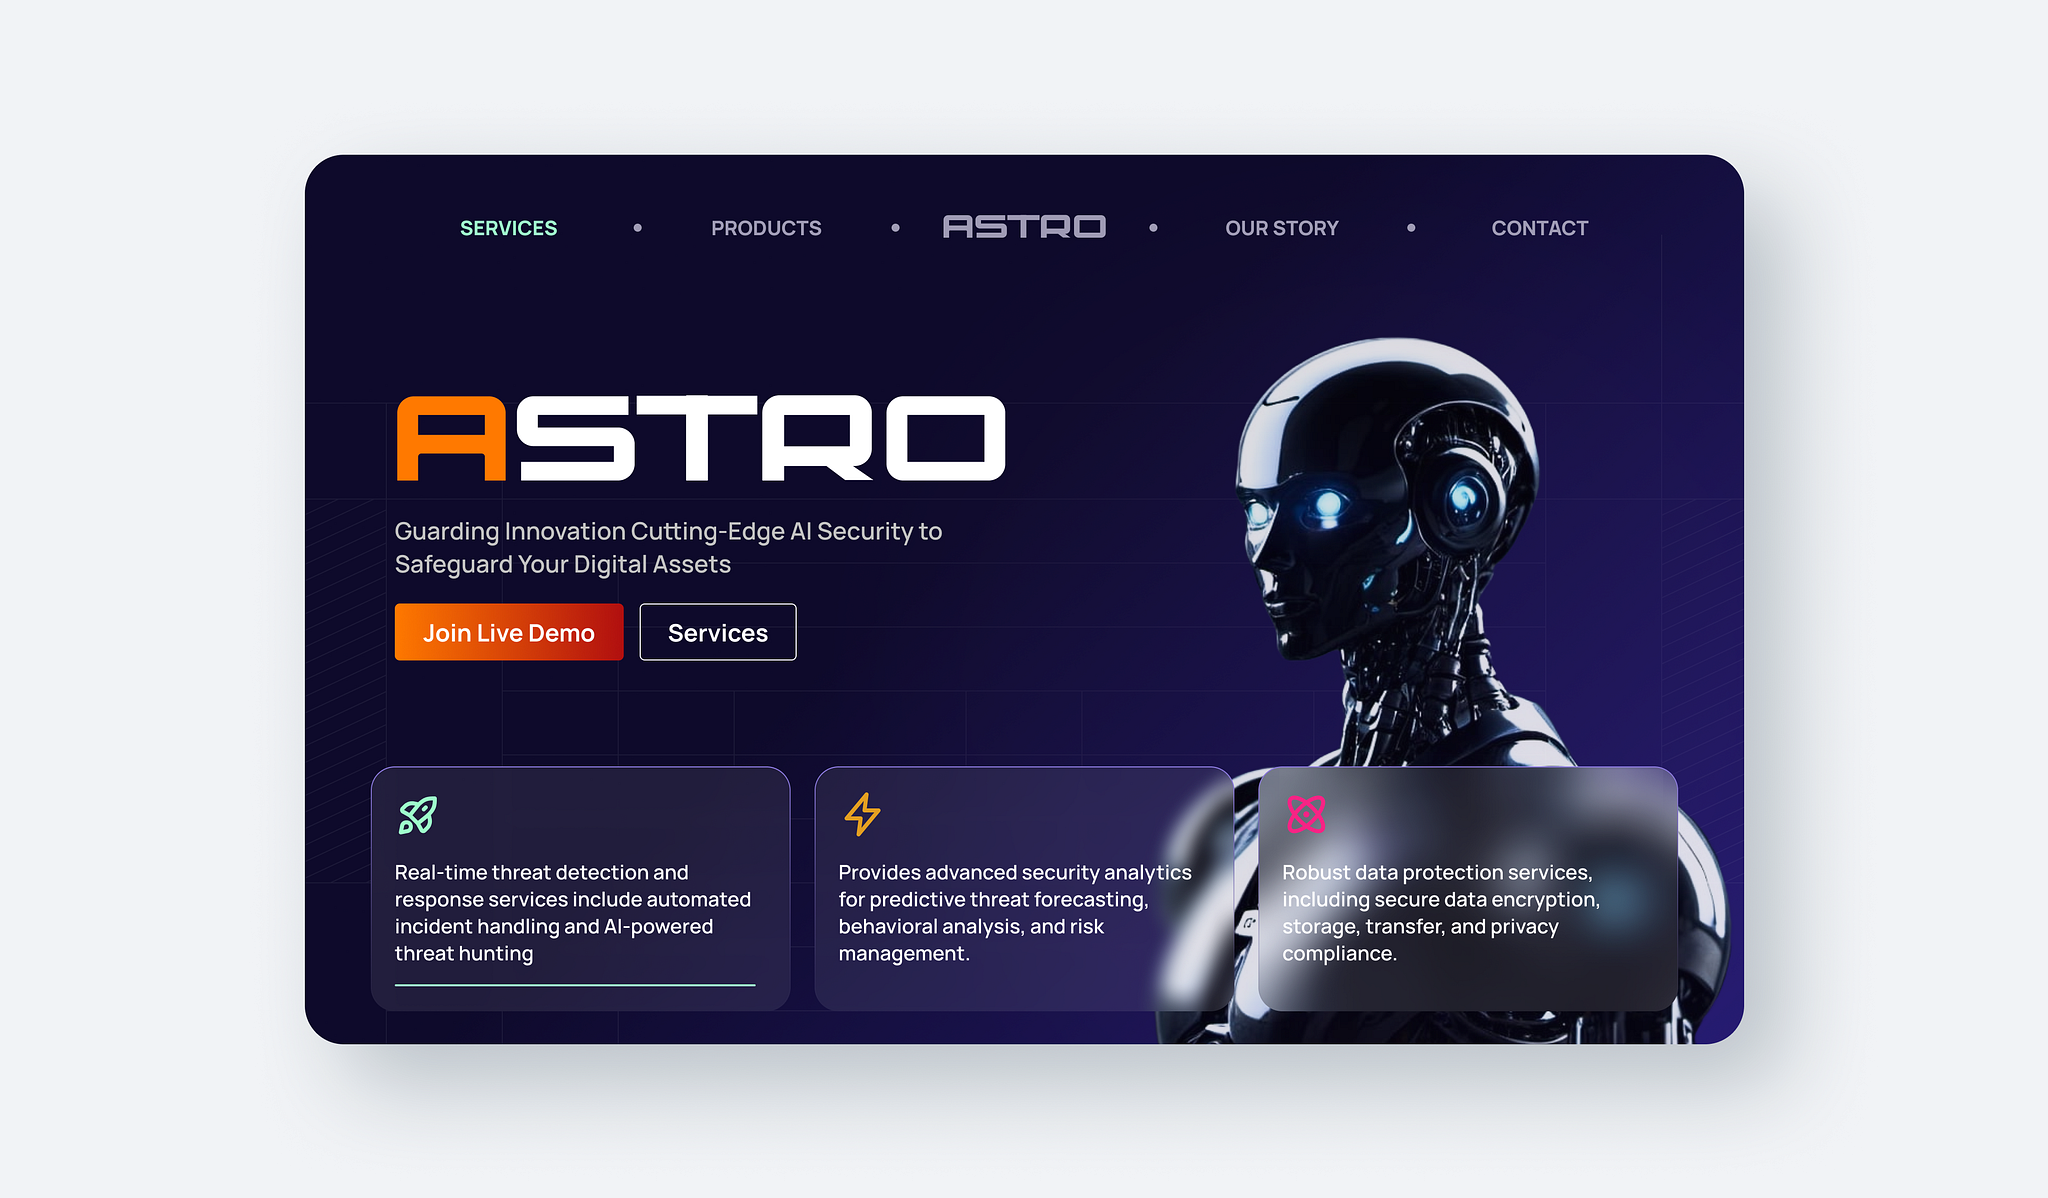 SERVICES • PRODUCTS • ASTRO • OUR STORY • CONTACT
ASTRO
Guarding Innovation Cutting-Edge AI Security to
Safeguard Your Digital Assets
Join Live Demo
Services
Real-time threat detection and
response services include automated
incident handling and AI-powered
threat hunting
Provides advanced security analytics
for predictive threat forecasting,
behavioral analysis, and risk
management.
Robust data protection services,
including secure data encryption,
storage, transfer, and privacy
compliance.